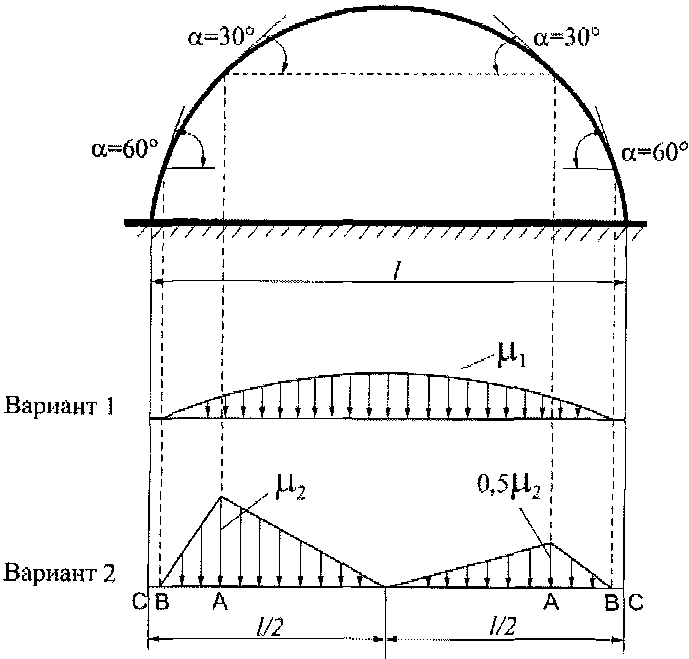 α=30° α=30°
α=60° α=60°
l
μ₁
Вариант 1
μ₂ 0,5μ₂
Вариант 2
C B A A B C
l/2 l/2